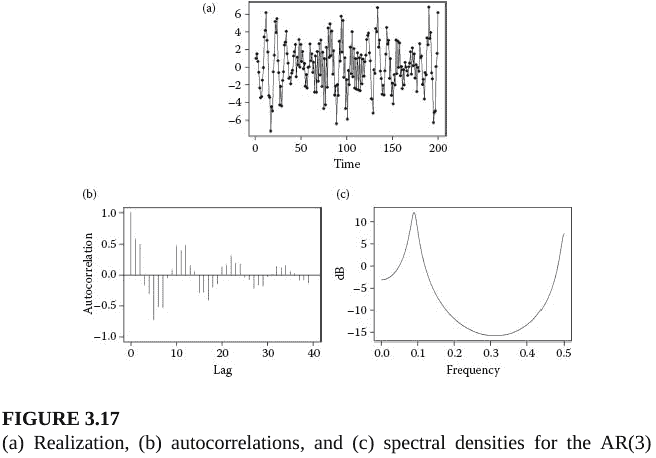 (a)
6
4
2
0
−2
−4
−6
0 50 100 150 200
Time
(b)
1.0
0.5
0.0
−0.5
−1.0
Autocorrelation
0 10 20 30 40
Lag
(c)
10
5
0
−5
−10
−15
dB
0.0 0.1 0.2 0.3 0.4 0.5
Frequency
FIGURE 3.17
(a) Realization, (b) autocorrelations, and (c) spectral densities for the AR(3)